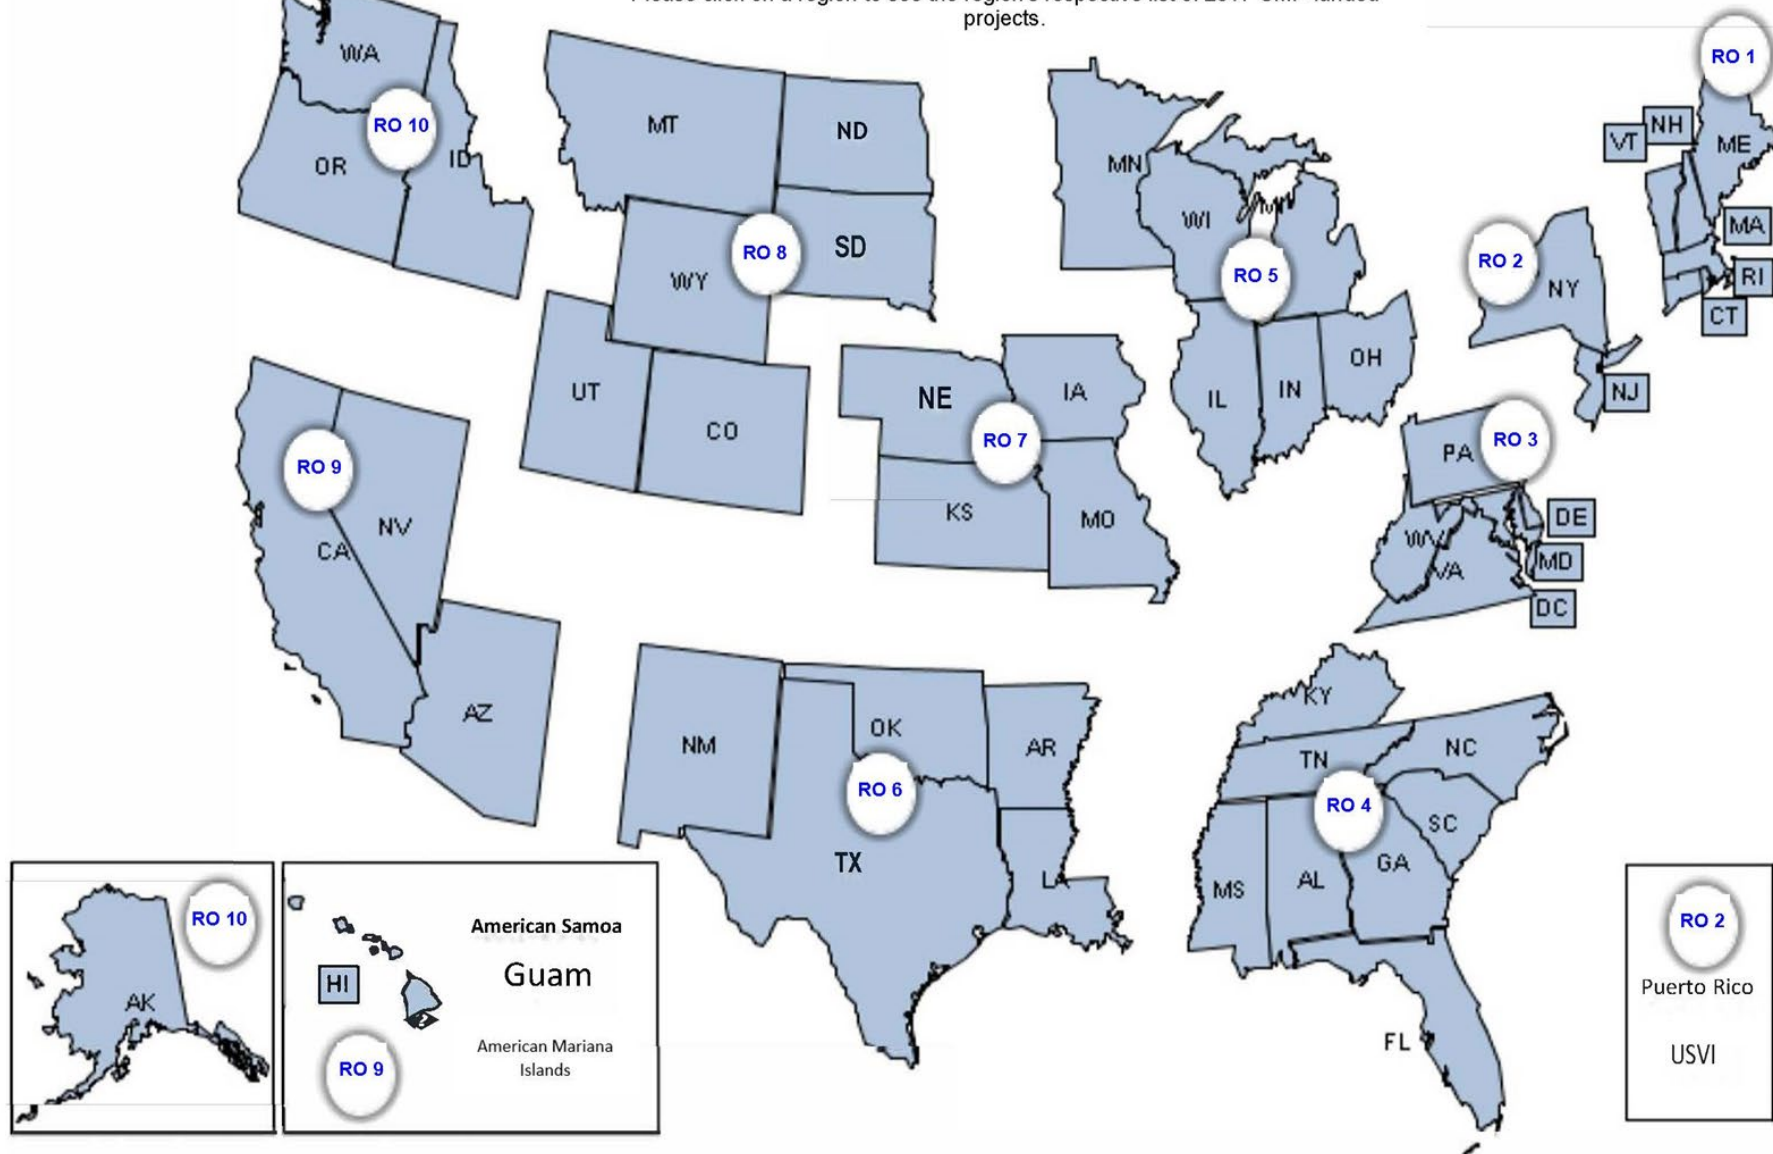 projects.
WA
RO 10
OR
ID
MT
ND
RO 8
SD
WY
UT
CO
MN
WI
MI
RO 5
IL
IN
OH
RO 1
NH
VT
ME
MA
RI
CT
RO 2
NY
NJ
RO 3
PA
DE
WV
MD
VA
DC
NE
IA
RO 7
KS
MO
RO 9
NV
CA
AZ
NM
OK
AR
RO 6
TX
LA
KY
TN
NC
RO 4
SC
GA
MS
AL
FL
RO 10
AK
American Samoa
Guam
HI
American Mariana
Islands
RO 9
RO 2
Puerto Rico
USVI